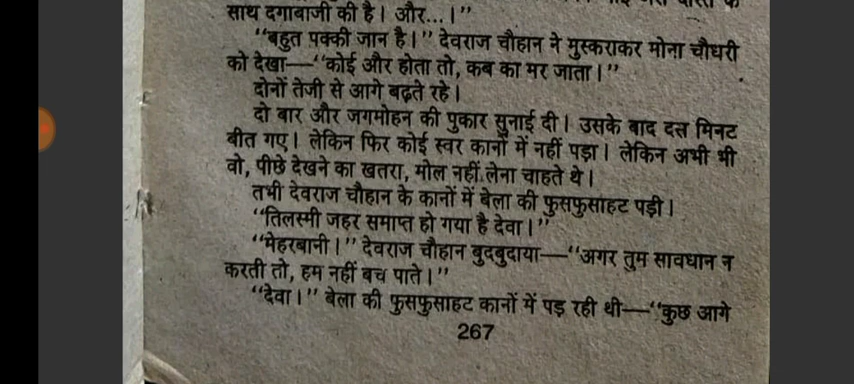 साथ दगाबाजी की है। और...।”
“बहुत पक्की जान है।” देवराज चौहान ने मुस्कराकर मोना चौधरी
को देखा—“कोई और होता तो, कब का मर जाता।”
दोनों तेजी से आगे बढ़ते रहे।
दो बार और जगमोहन की पुकार सुनाई दी। उसके बाद दस मिनट
बीत गए। लेकिन फिर कोई स्वर कानों में नहीं पड़ा। लेकिन अभी भी
वो, पीछे देखने का खतरा, मोल नहीं लेना चाहते थे।
तभी देवराज चौहान के कानों में बेला की फुसफुसाहट पड़ी।
“तिलस्मी जहर समाप्त हो गया है देवा।”
“मेहरबानी।” देवराज चौहान बुदबुदाया—“अगर तुम सावधान न
करती तो, हम नहीं बच पाते।”
“देवा।” बेला की फुसफुसाहट कानों में पड़ रही थी—“कुछ आगे
267